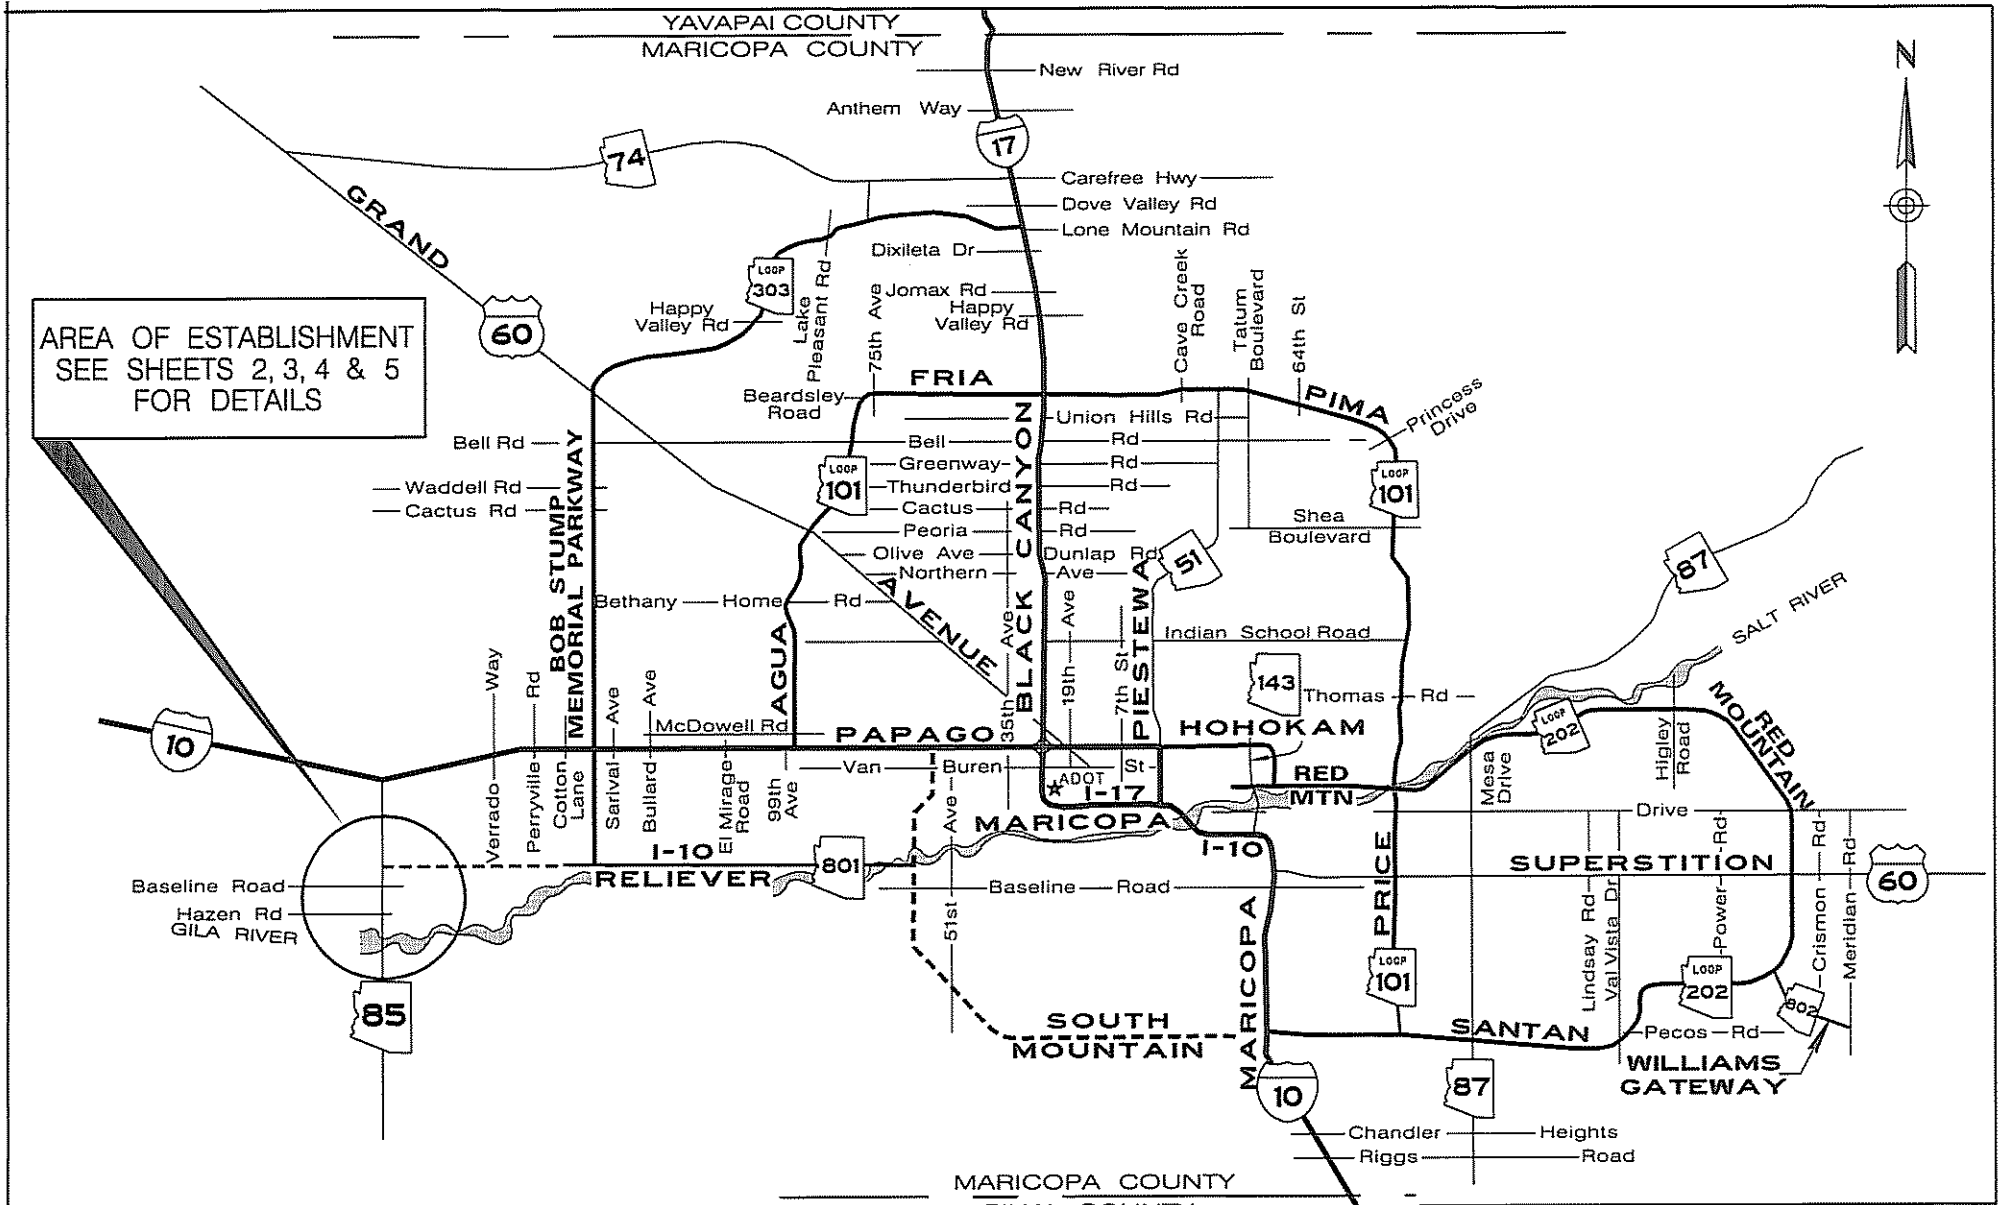 YAVAPAI COUNTY
MARICOPA COUNTY
New River Rd
Anthem Way
N
17
74
Carefree Hwy
Dove Valley Rd
Lone Mountain Rd
GRAND
Dixileta Dr
LOOP
303
Lake
Pleasant Rd
75th Ave
Jomax Rd
Happy
Valley Rd
Happy
Valley Rd
Cave Creek
Road
Tatum
Boulevard
64th St
60
AREA OF ESTABLISHMENT
SEE SHEETS 2, 3, 4 & 5
FOR DETAILS
FRIA
PIMA
Princess
Drive
Beardsley
Road
Union Hills Rd
Bell Rd
Bell Rd
Greenway Rd
LOOP
101
LOOP
101
Thunderbird Rd
Waddell Rd
Cactus Rd
Cactus Rd
Peoria Rd
Shea
Boulevard
Olive Ave
Dunlap Rd
Northern Ave
51
87
BOB STUMP
MEMORIAL PARKWAY
BLACK CANYON
AVENUE
Bethany Home Rd
SALT RIVER
35th Ave
19th Ave
7th St
PIESTEWA
Indian School Road
AGUA
143
Thomas Rd
Verrado Way
Perryville Rd
Cotton
Lane
Sarival Ave
Bullard Ave
McDowell Rd
El Mirage
Road
99th
Ave
10
PAPAGO
HOHOKAM
LOOP
202
Higley
Road
RED
MOUNTAIN
Van Buren St
ADOT
I-17
RED
MTN
Mesa
Drive
MARICOPA
Drive
I-10
RELIEVER
801
I-10
SUPERSTITION
60
Baseline Road
Baseline Road
Hazen Rd
GILA RIVER
51st Ave
MARICOPA
PRICE
Lindsay Rd
Val Vista Dr
Power Rd
Crismon Rd
Meridian Rd
LOOP
101
LOOP
202
802
85
SOUTH
MOUNTAIN
SANTAN
Pecos Rd
WILLIAMS
GATEWAY
10
87
Chandler Heights
Riggs Road
MARICOPA COUNTY